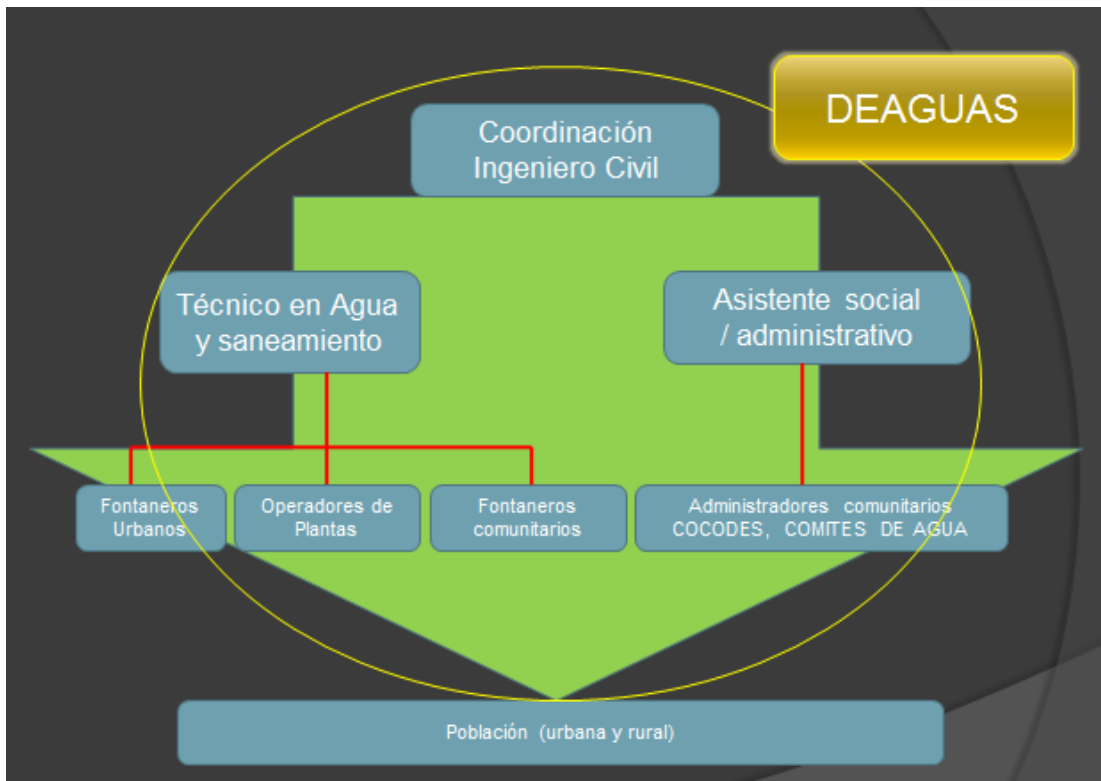 DEAGUAS
Coordinación
Ingeniero Civil
Técnico en Agua
y saneamiento
Asistente social
/ administrativo
Fontaneros
Urbanos
Operadores de
Plantas
Fontaneros
comunitarios
Administradores comunitarios
COCODES, COMITES DE AGUA
Población (urbana y rural)